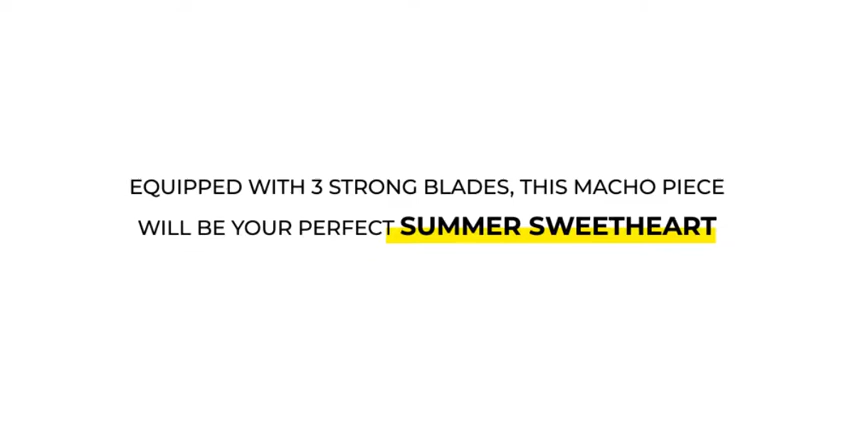 EQUIPPED WITH 3 STRONG BLADES, THIS MACHO PIECE
WILL BE YOUR PERFECT SUMMER SWEETHEART